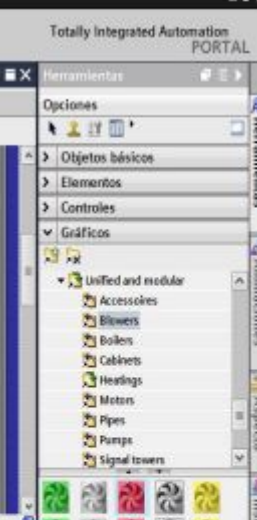 Totally Integrated Automation
PORTAL
Herramientas
Opciones
Objetos básicos
Elementos
Controles
Gráficos
Unified and modular
Accessoires
Blowers
Boilers
Cabinets
Heatings
Motors
Pipes
Pumps
Signal towers